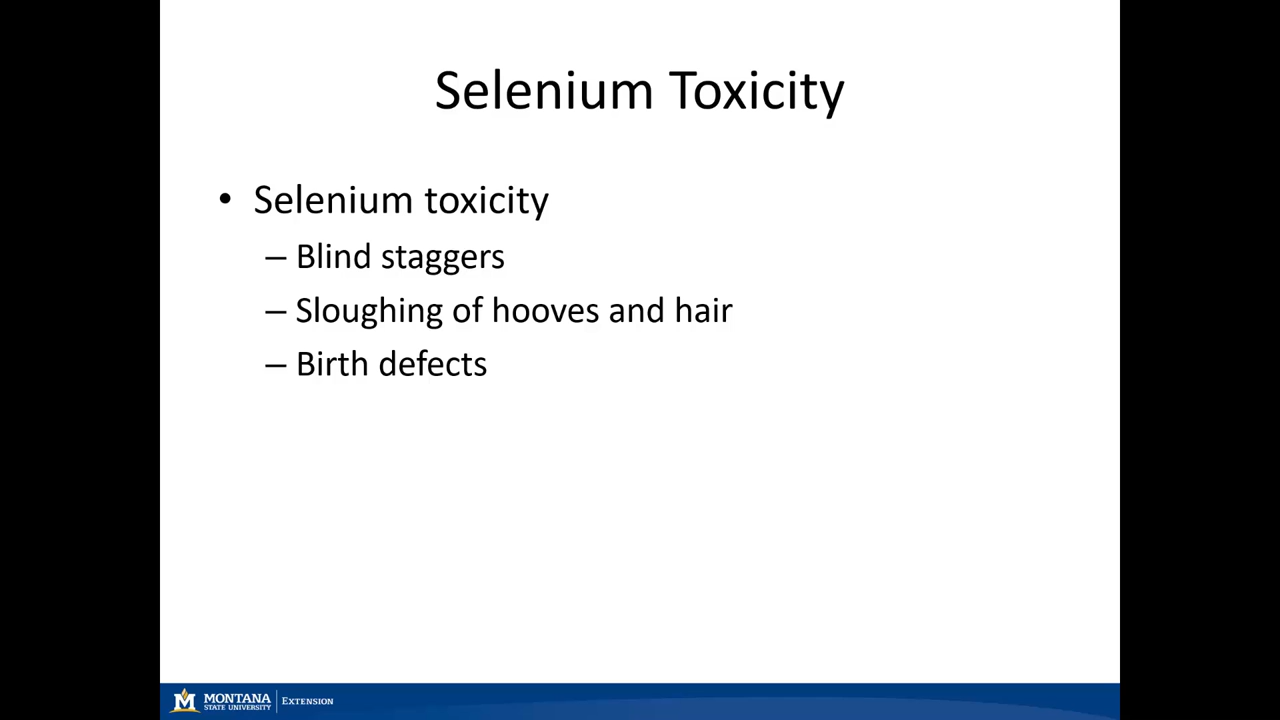 Selenium Toxicity
• Selenium toxicity
– Blind staggers
– Sloughing of hooves and hair
– Birth defects
M MONTANA STATE UNIVERSITY | EXTENSION